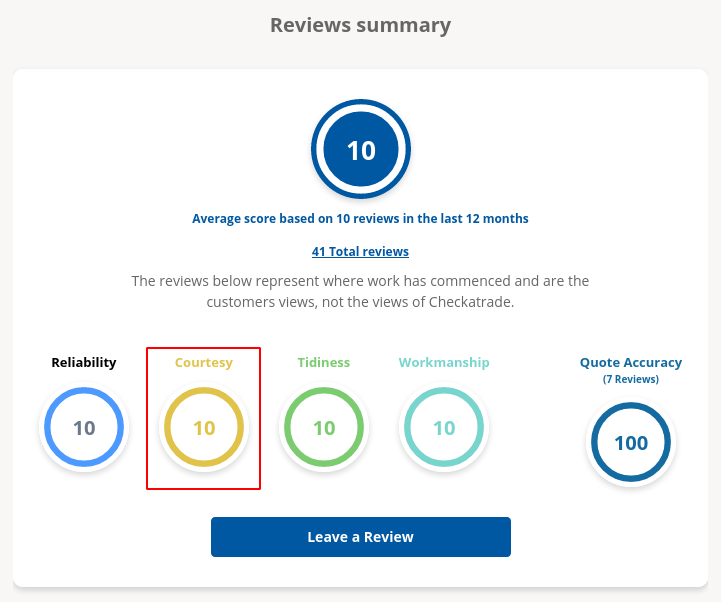 Reviews summary
10
Average score based on 10 reviews in the last 12 months
41 Total reviews
The reviews below represent where work has commenced and are the
customers views, not the views of Checkatrade.
Reliability
10
Courtesy
10
Tidiness
10
Workmanship
10
Quote Accuracy
(7 Reviews)
100
Leave a Review